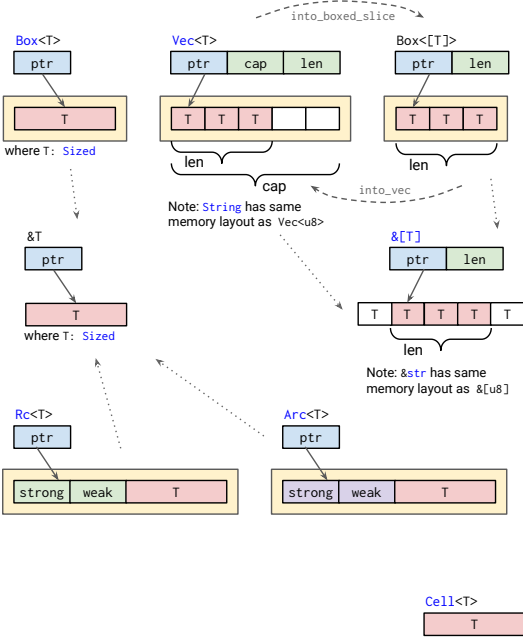 into_boxed_slice
Box<T>
Vec<T>
Box<[T]>
ptr
ptr cap len
ptr len
T
T T T
T T T
where T: Sized
len
len
cap
into_vec
Note: String has same
memory layout as Vec<u8>
&T
&[T]
ptr
ptr len
T
T T T T T
where T: Sized
len
Note: &str has same
memory layout as &[u8]
Rc<T>
Arc<T>
ptr
ptr
strong weak T
strong weak T
Cell<T>
T